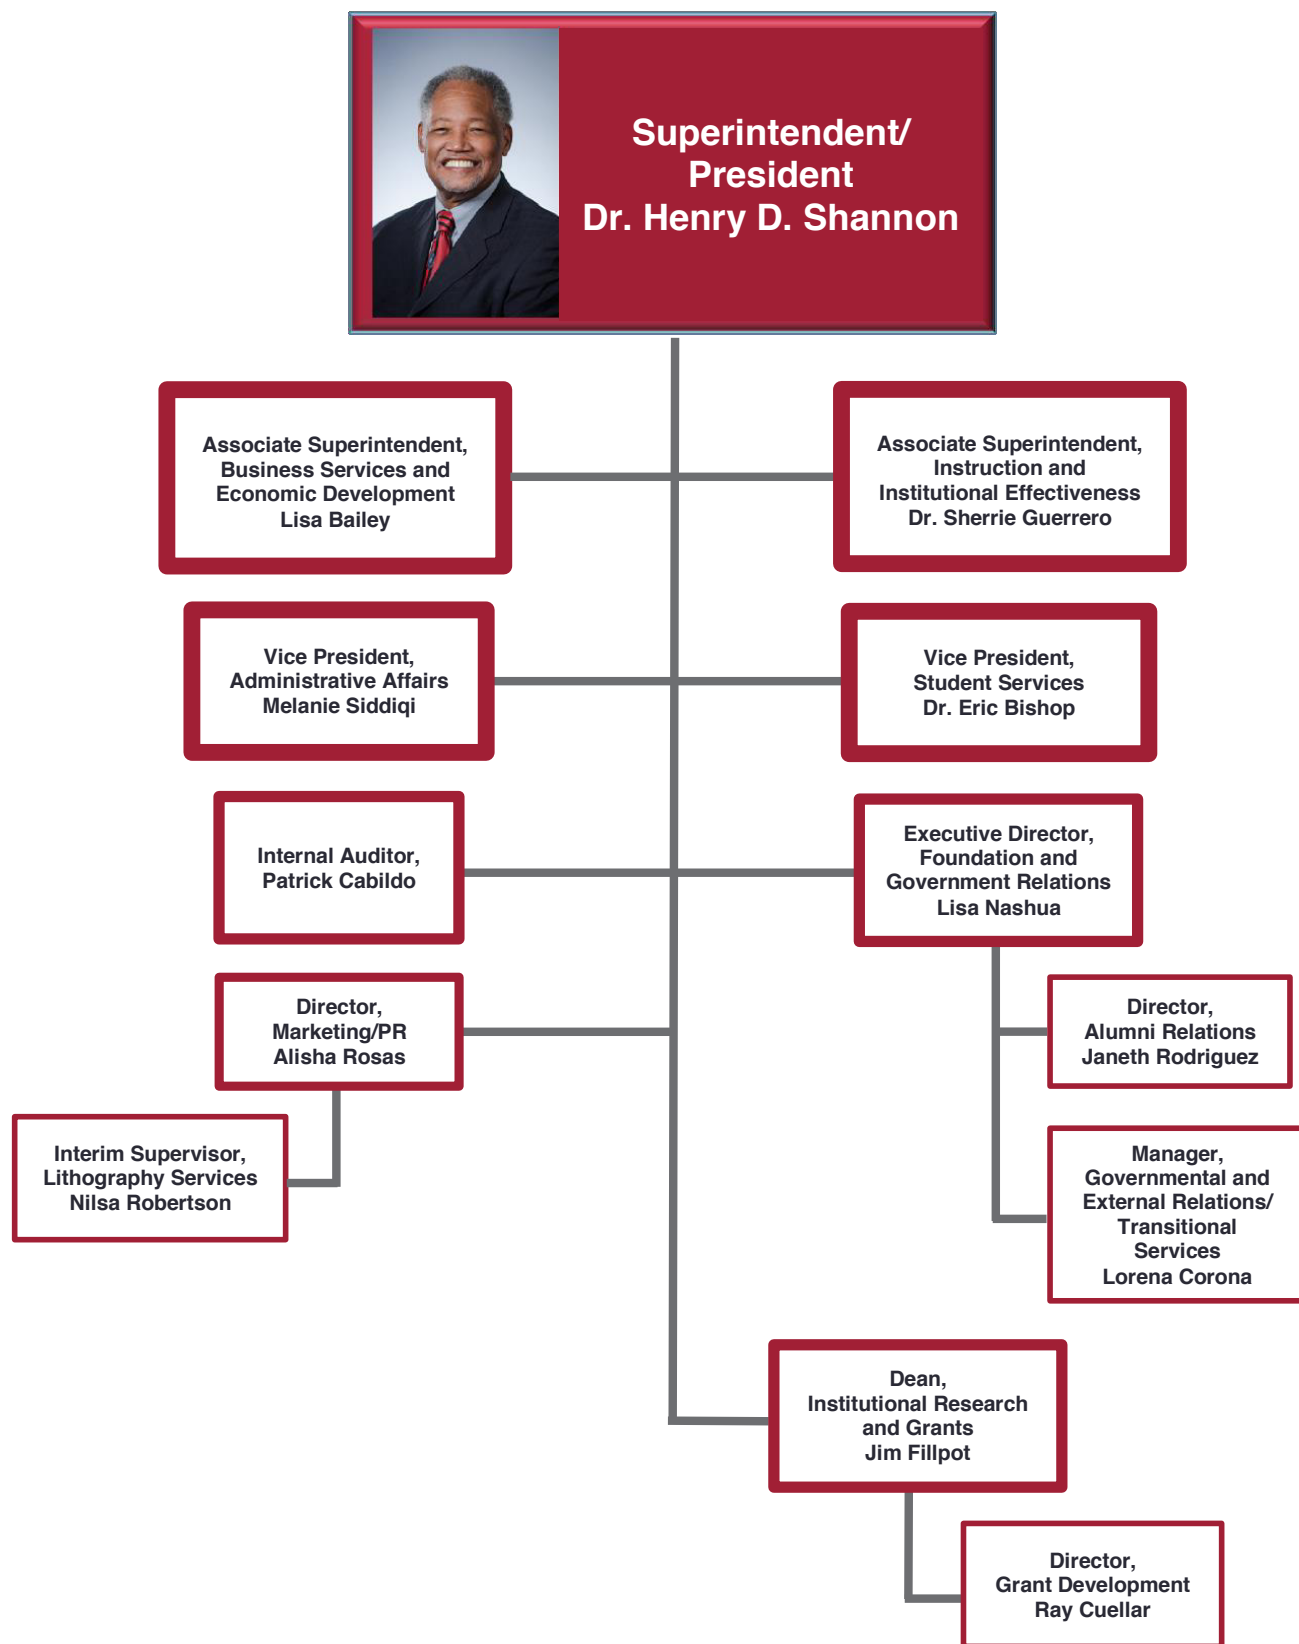 Superintendent/
President
Dr. Henry D. Shannon
Associate Superintendent,
Business Services and
Economic Development
Lisa Bailey
Associate Superintendent,
Instruction and
Institutional Effectiveness
Dr. Sherrie Guerrero
Vice President,
Administrative Affairs
Melanie Siddiqi
Vice President,
Student Services
Dr. Eric Bishop
Internal Auditor,
Patrick Cabildo
Executive Director,
Foundation and
Government Relations
Lisa Nashua
Director,
Marketing/PR
Alisha Rosas
Director,
Alumni Relations
Janeth Rodriguez
Interim Supervisor,
Lithography Services
Nilsa Robertson
Manager,
Governmental and
External Relations/
Transitional
Services
Lorena Corona
Dean,
Institutional Research
and Grants
Jim Fillpot
Director,
Grant Development
Ray Cuellar